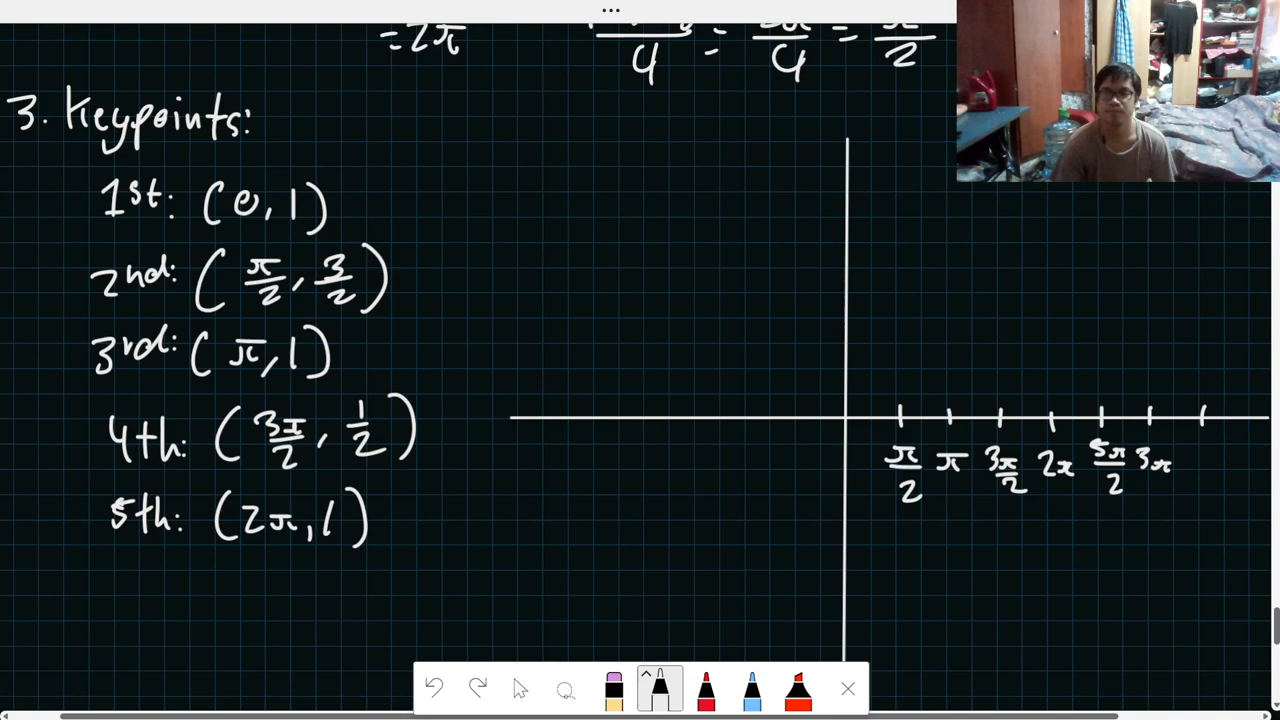 = 2π
4 = 4 = π/2
3. Keypoints:
1st: (0, 1)
2nd: (π/2, 3/2)
3rd: (π, 1)
4th: (3π/2, 1/2)
5th: (2π, 1)
π/2 π 3π/2 2π 5π/2 3π